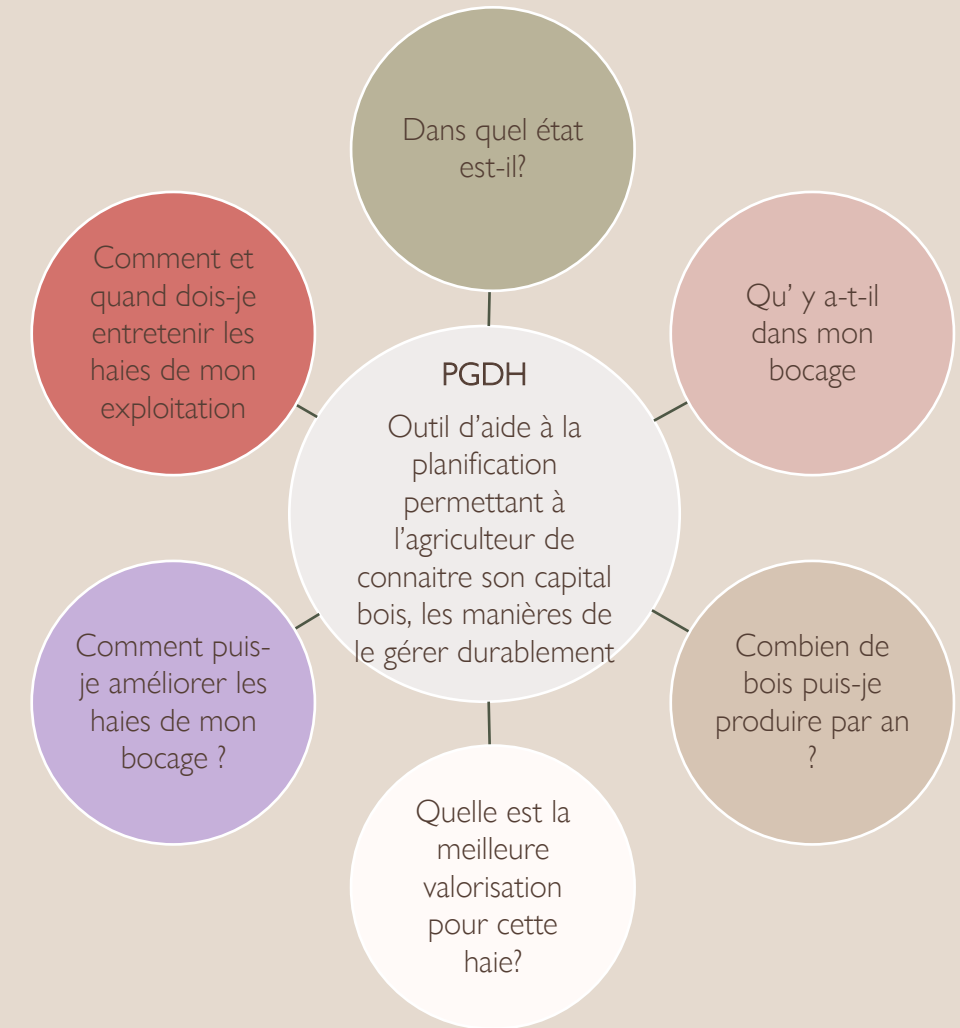 Dans quel état
est-il?
Comment et
quand dois-je
entretenir les
haies de mon
exploitation
Qu' y a-t-il
dans mon
bocage
PGDH
Outil d'aide à la
planification
permettant à
l'agriculteur de
connaitre son capital
bois, les manières de
le gérer durablement
Comment puis-
je améliorer les
haies de mon
bocage ?
Combien de
bois puis-je
produire par an
?
Quelle est la
meilleure
valorisation
pour cette
haie?